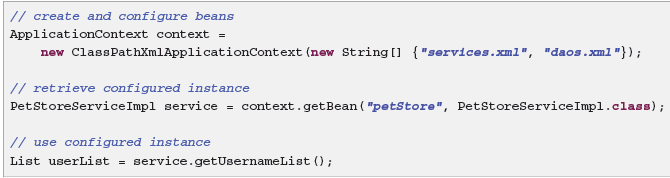 // create and configure beans
ApplicationContext context =
    new ClassPathXmlApplicationContext(new String[] {"services.xml", "daos.xml"});
// retrieve configured instance
PetStoreServiceImpl service = context.getBean("petStore", PetStoreServiceImpl.class);
// use configured instance
List userList = service.getUsernameList();